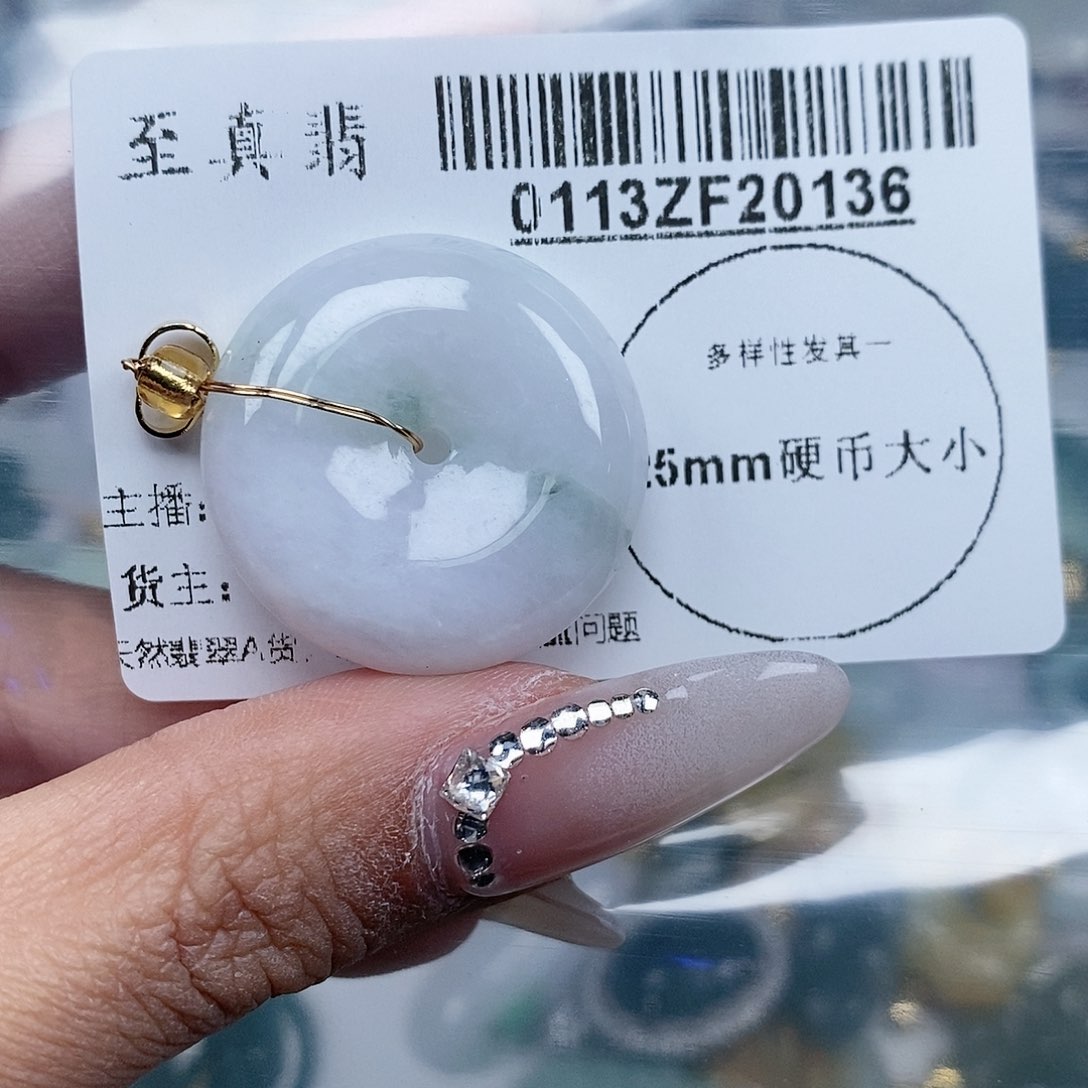 至真翡
0113ZF20136
多样性发其一
25mm硬币大小
主播:
货主:
天然翡翠A货
问题